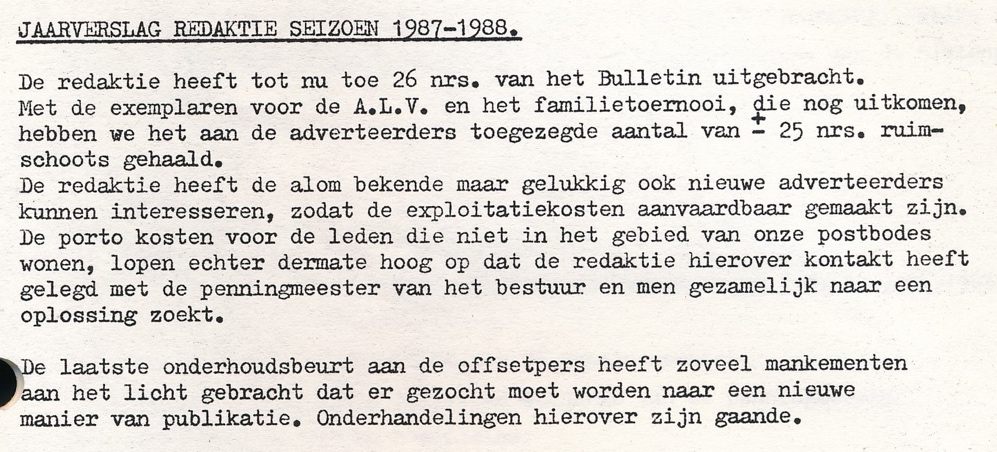 JAARVERSLAG REDAKTIE SEIZOEN 1987-1988.
De redaktie heeft tot nu toe 26 nrs. van het Bulletin uitgebracht.
Met de exemplaren voor de A.L.V. en het familietoernooi, die nog uitkomen,
hebben we het aan de adverteerders toegezegde aantal van ± 25 nrs. ruim-
schoots gehaald.
De redaktie heeft de alom bekende maar gelukkig ook nieuwe adverteerders
kunnen interesseren, zodat de exploitatiekosten aanvaardbaar gemaakt zijn.
De porto kosten voor de leden die niet in het gebied van onze postbodes
wonen, lopen echter dermate hoog op dat de redaktie hierover kontakt heeft
gelegd met de penningmeester van het bestuur en men gezamelijk naar een
oplossing zoekt.
De laatste onderhoudsbeurt aan de offsetpers heeft zoveel mankementen
aan het licht gebracht dat er gezocht moet worden naar een nieuwe
manier van publikatie. Onderhandelingen hierover zijn gaande.